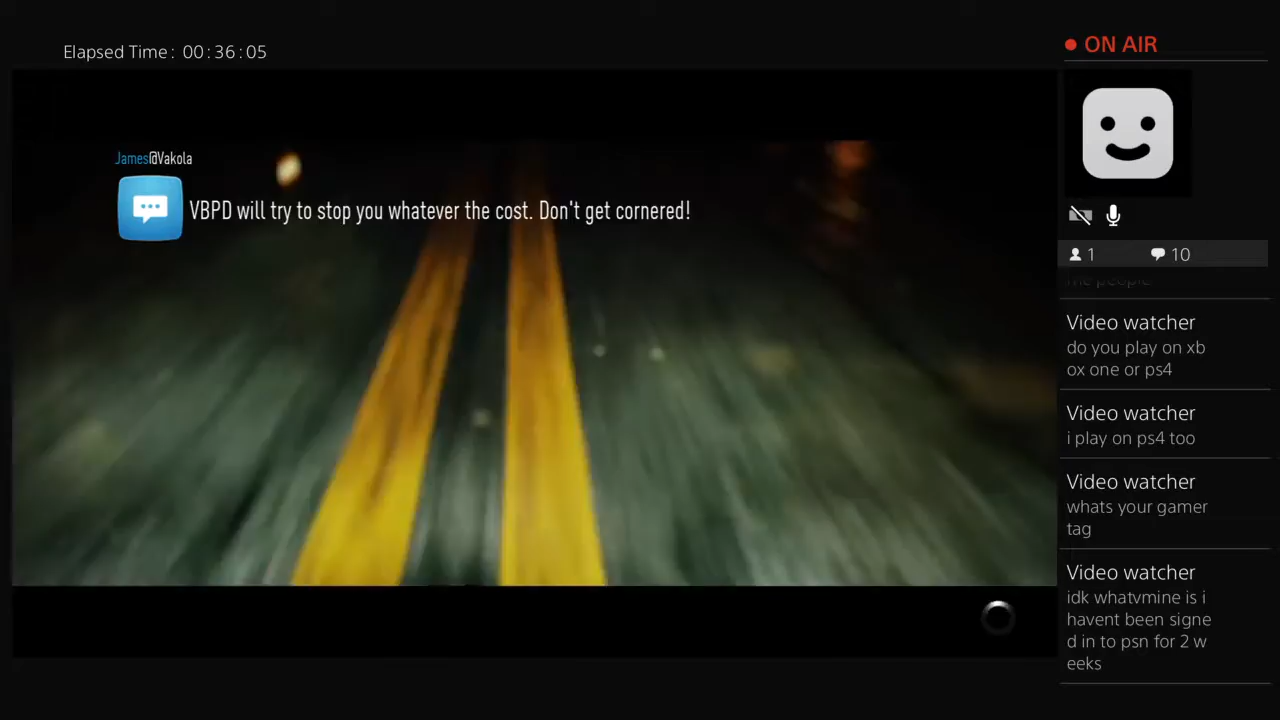 Elapsed Time: 00:36:05
ON AIR
James@Vakola
VBPD will try to stop you whatever the cost. Don't get cornered!
1 10
Video watcher
do you play on xb
ox one or ps4
Video watcher
i play on ps4 too
Video watcher
whats your gamer
tag
Video watcher
idk whatvmine is i
havent been signe
d in to psn for 2 w
eeks